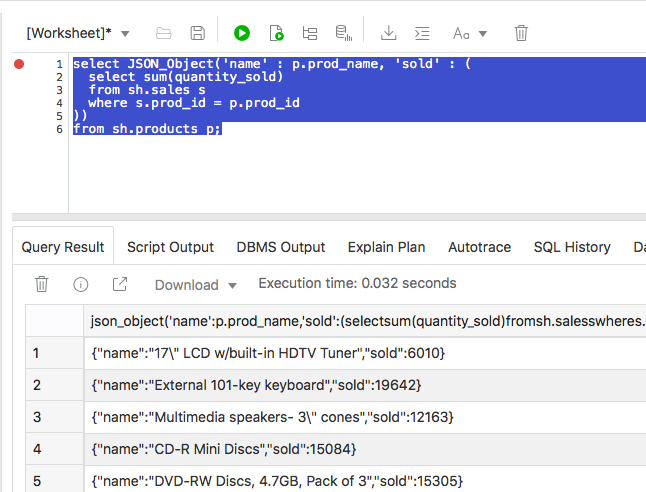 [Worksheet]*
Aa
1 select JSON_Object('name' : p.prod_name, 'sold' : (
2 select sum(quantity_sold)
3 from sh.sales s
4 where s.prod_id = p.prod_id
5 ))
6 from sh.products p;
Query Result Script Output DBMS Output Explain Plan Autotrace SQL History Da
Download Execution time: 0.032 seconds
json_object('name':p.prod_name,'sold':(selectsum(quantity_sold)fromsh.salesswheres.
1 {"name":"17\" LCD w/built-in HDTV Tuner","sold":6010}
2 {"name":"External 101-key keyboard","sold":19642}
3 {"name":"Multimedia speakers- 3\" cones","sold":12163}
4 {"name":"CD-R Mini Discs","sold":15084}
5 {"name":"DVD-RW Discs, 4.7GB, Pack of 3","sold":15305}